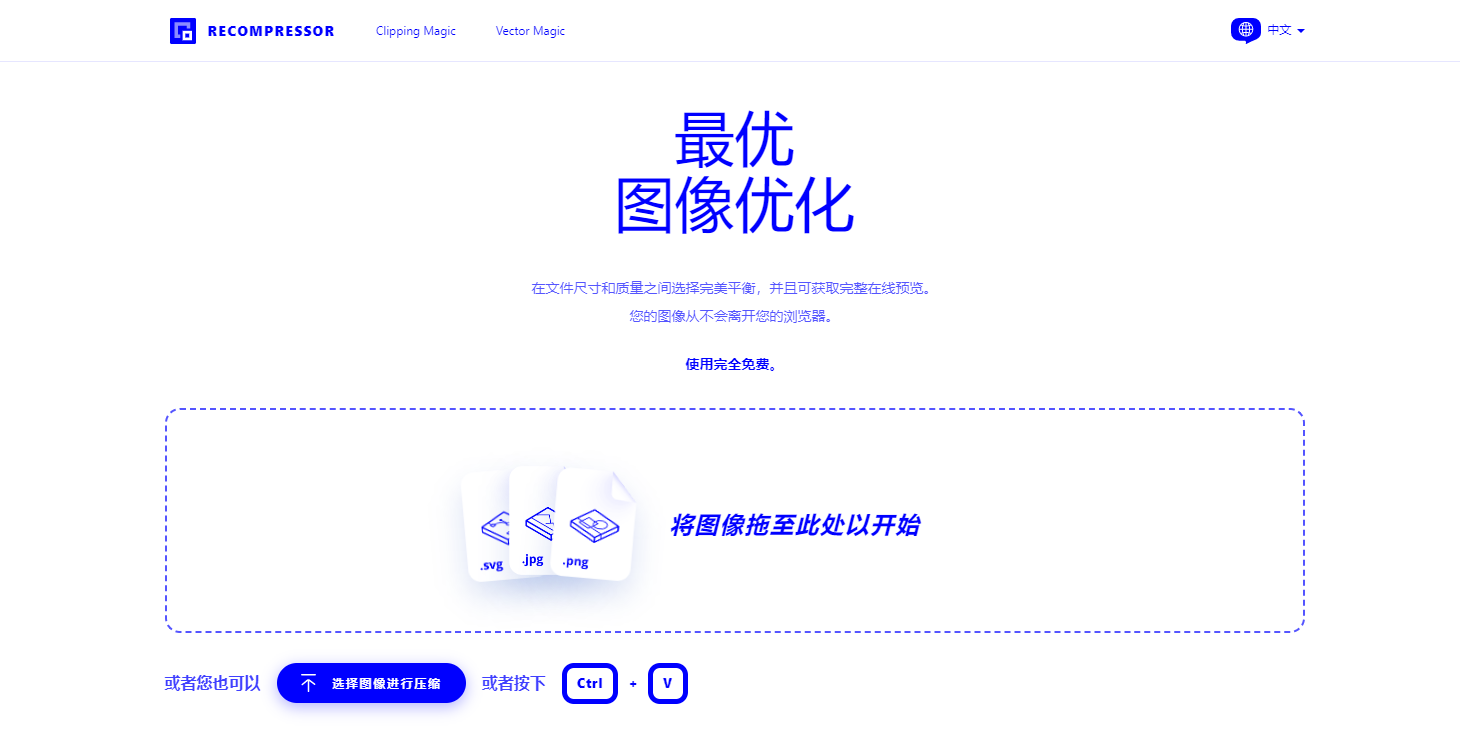 RECOMPRESSOR
Clipping Magic
Vector Magic
中文
最优
图像优化
在文件尺寸和质量之间选择完美平衡，并且可获取完整在线预览。
您的图像从不会离开您的浏览器。
使用完全免费。
.svg
.jpg
.png
将图像拖至此处以开始
或者您也可以
选择图像进行压缩
或者按下
Ctrl + V